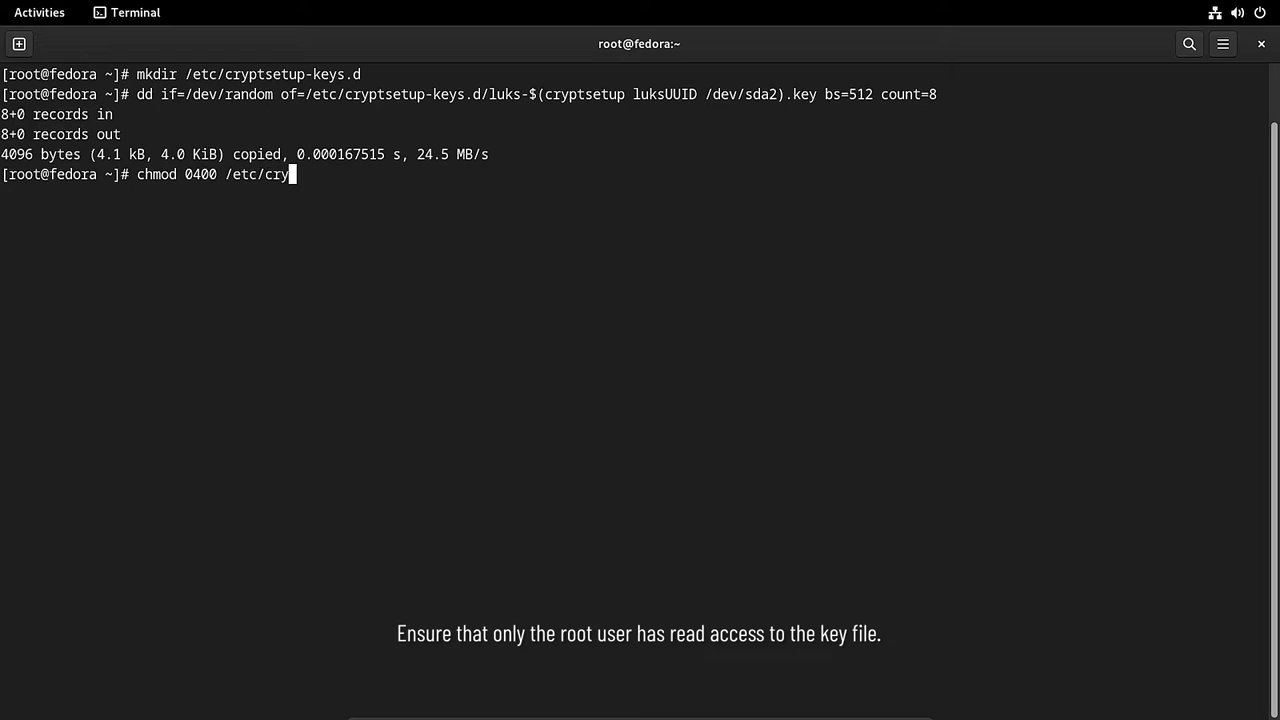 Activities
Terminal
root@fedora:~
[root@fedora ~]# mkdir /etc/cryptsetup-keys.d
[root@fedora ~]# dd if=/dev/random of=/etc/cryptsetup-keys.d/luks-$(cryptsetup luksUUID /dev/sda2).key bs=512 count=8
8+0 records in
8+0 records out
4096 bytes (4.1 kB, 4.0 KiB) copied, 0.000167515 s, 24.5 MB/s
[root@fedora ~]# chmod 0400 /etc/cry
Ensure that only the root user has read access to the key file.